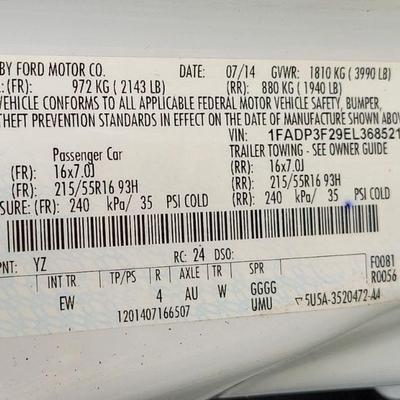 BY FORD MOTOR CO. DATE: 07/14 GVWR: 1810 KG ( 3990 LB)
(FR): 972 KG ( 2143 LB) (RR): 880 KG ( 1940 LB)
VEHICLE CONFORMS TO ALL APPLICABLE FEDERAL MOTOR VEHICLE SAFETY, BUMPER,
THEFT PREVENTION STANDARDS IN EFFECT ON THE DATE OF MANUFACTURE SHOWN ABOVE.
VIN: 1FADP3F29EL368521
Passenger Car TRAILER TOWING - SEE OWNER GUIDE
(FR): 16x7.0J (RR): 16x7.0J
(FR): 215/55R16 93H (RR): 215/55R16 93H
SURE: (FR): 240 kPa/ 35 PSI COLD (RR): 240 kPa/ 35 PSI COLD
PNT: YZ RC: 24 DSO: F0081
R0056
INT TR TP/PS R AXLE TR SPR
EW 4 AU W GGGG
UMU 5U5A-3520472-AA
1201407166507